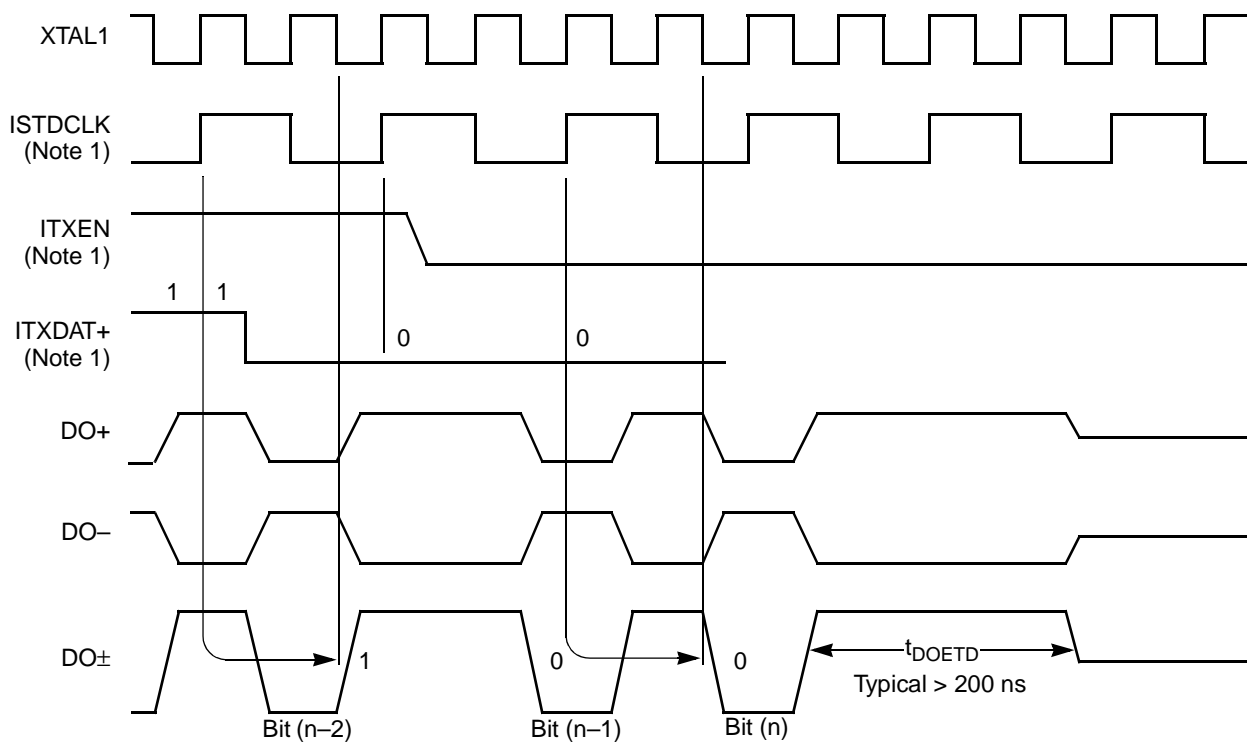 XTAL1
ISTDCLK
(Note 1)
ITXEN
(Note 1)
1 1
ITXDAT+
(Note 1)
0 0
DO+
DO–
DO±
1 0 0
tDOETD
Typical > 200 ns
Bit (n–2) Bit (n–1) Bit (n)